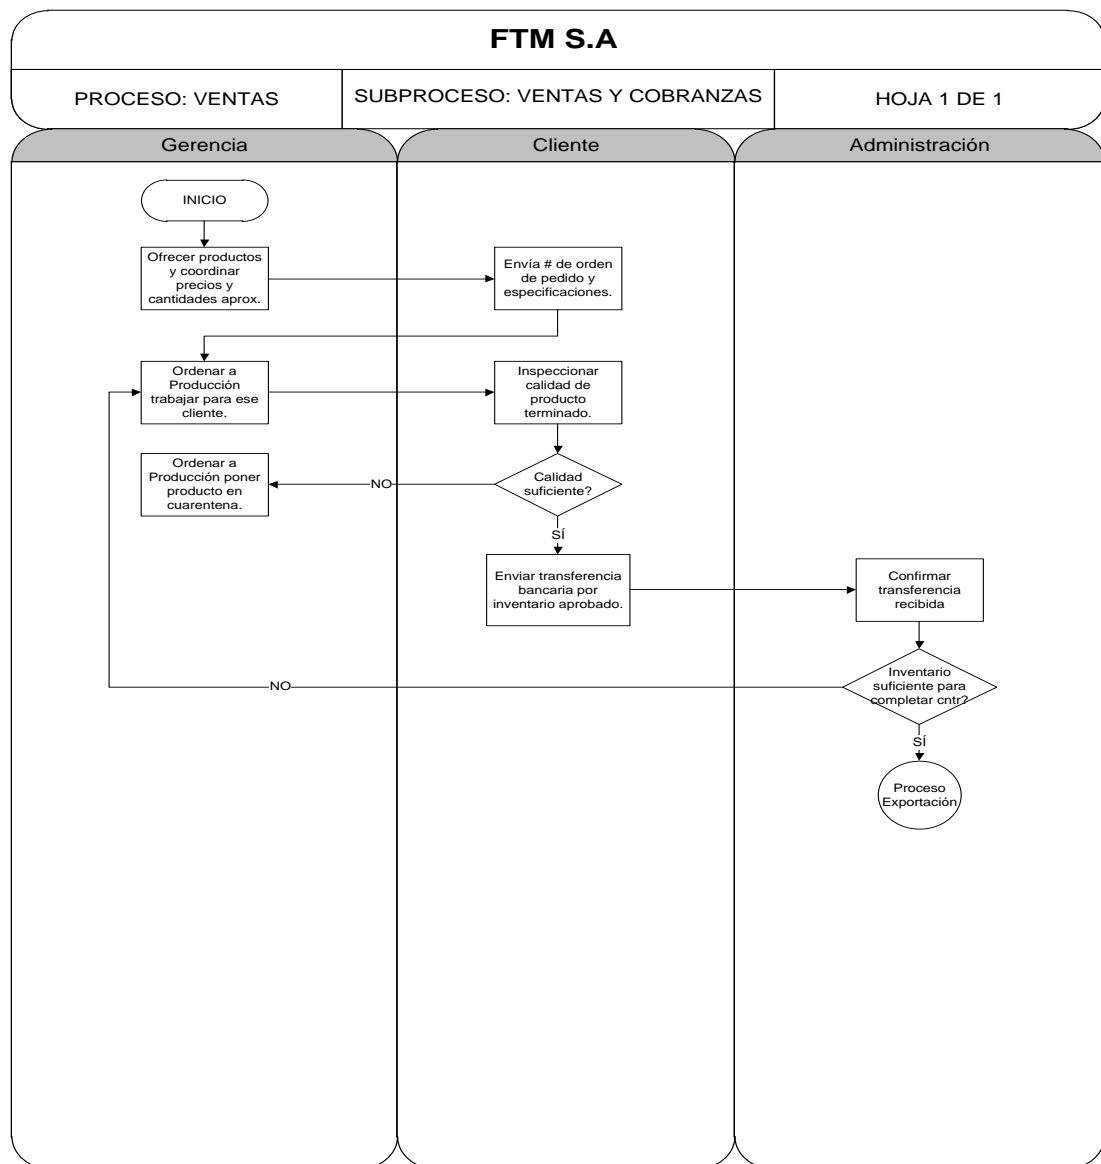 FTM S.A
PROCESO: VENTAS
SUBPROCESO: VENTAS Y COBRANZAS
HOJA 1 DE 1
Gerencia
Cliente
Administración
INICIO
Ofrecer productos
y coordinar
precios y
cantidades aprox.
Envía # de orden
de pedido y
especificaciones.
Ordenar a
Producción
trabajar para ese
cliente.
Inspeccionar
calidad de
producto
terminado.
Ordenar a
Producción poner
producto en
cuarentena.
NO
Calidad
suficiente?
SÍ
Enviar transferencia
bancaria por
inventario aprobado.
Confirmar
transferencia
recibida
NO
Inventario
suficiente para
completar cntr?
SÍ
Proceso
Exportación